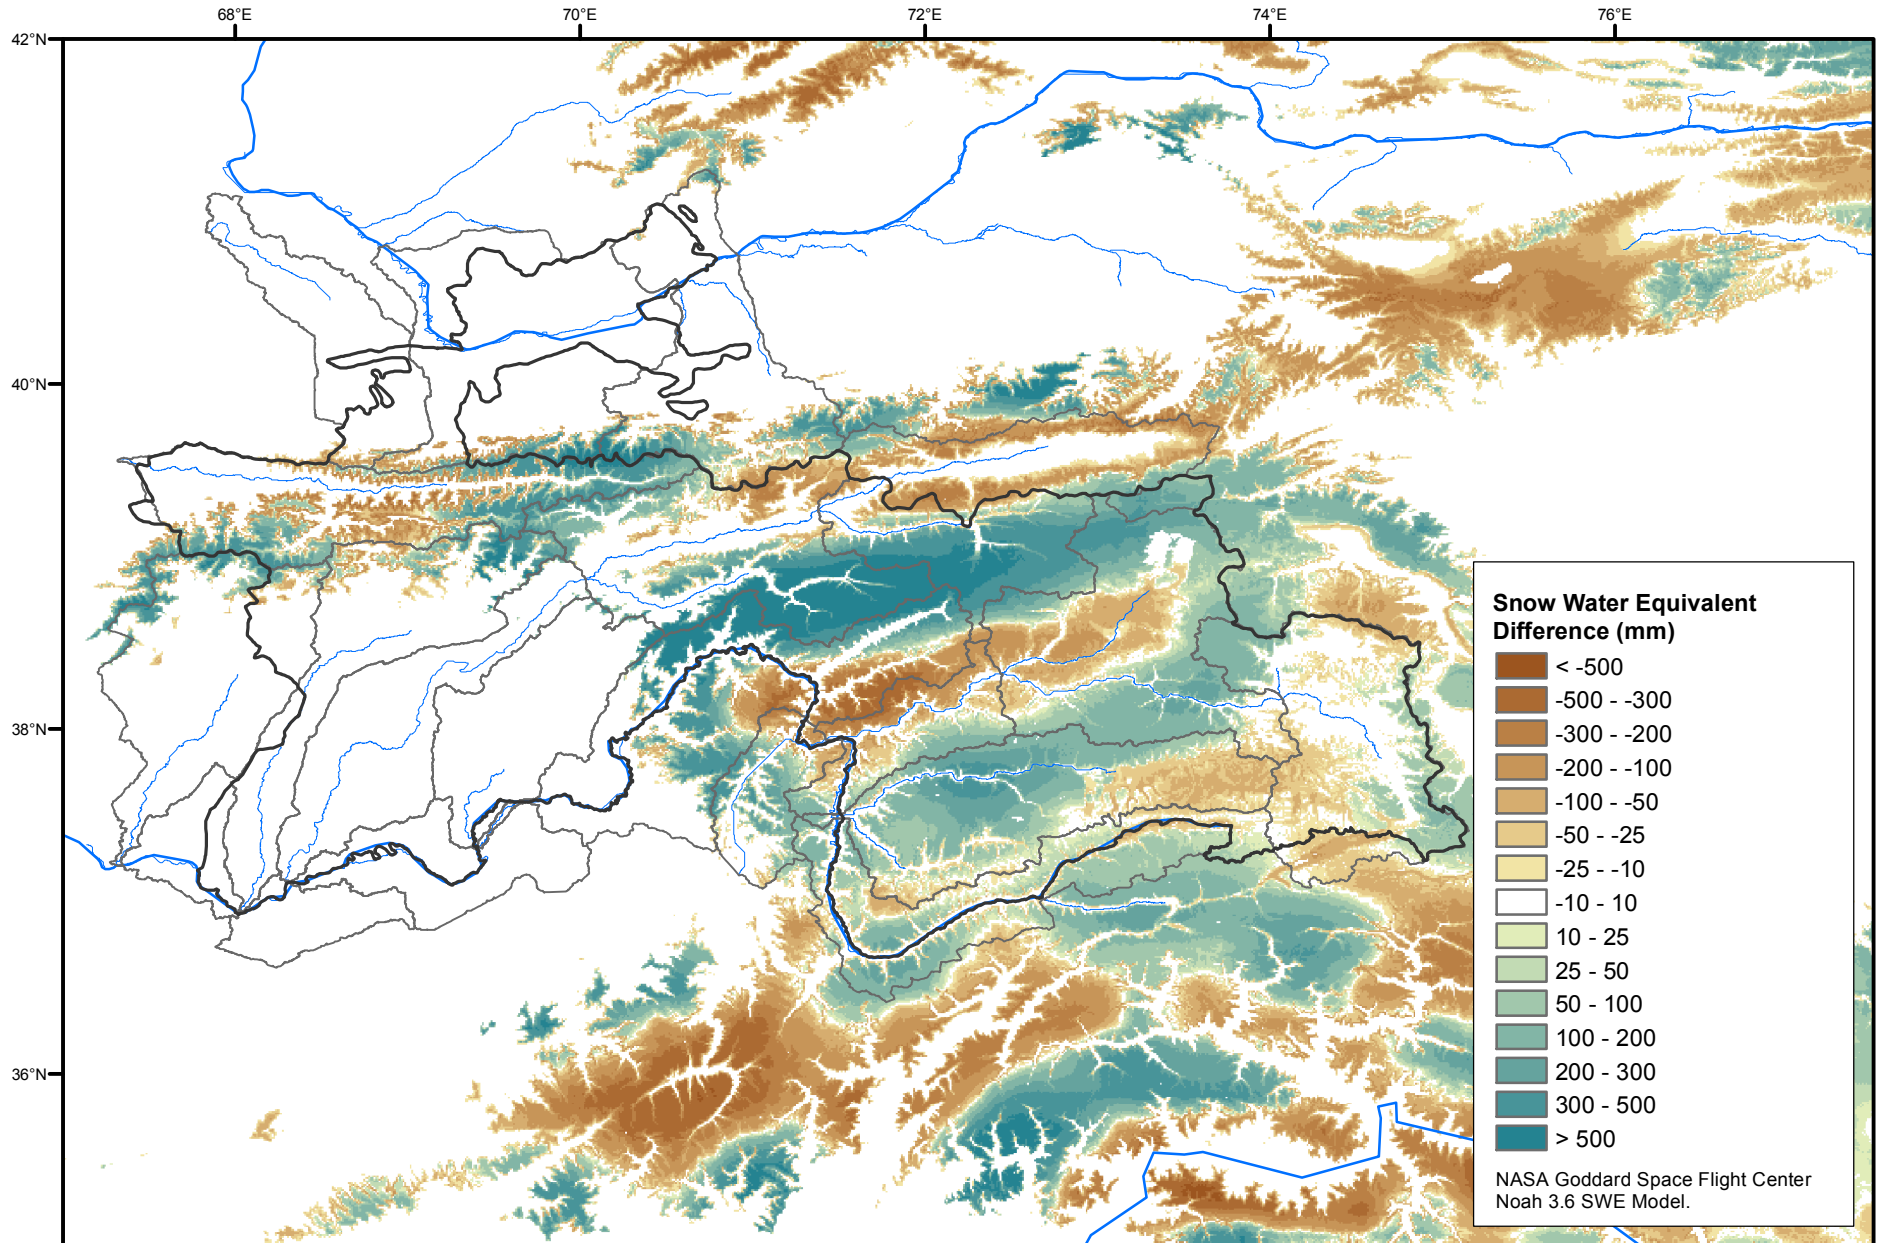 68°E 70°E 72°E 74°E 76°E
42°N
40°N
38°N
36°N
Snow Water Equivalent
Difference (mm)
< -500
-500 - -300
-300 - -200
-200 - -100
-100 - -50
-50 - -25
-25 - -10
-10 - 10
10 - 25
25 - 50
50 - 100
100 - 200
200 - 300
300 - 500
> 500
NASA Goddard Space Flight Center
Noah 3.6 SWE Model.